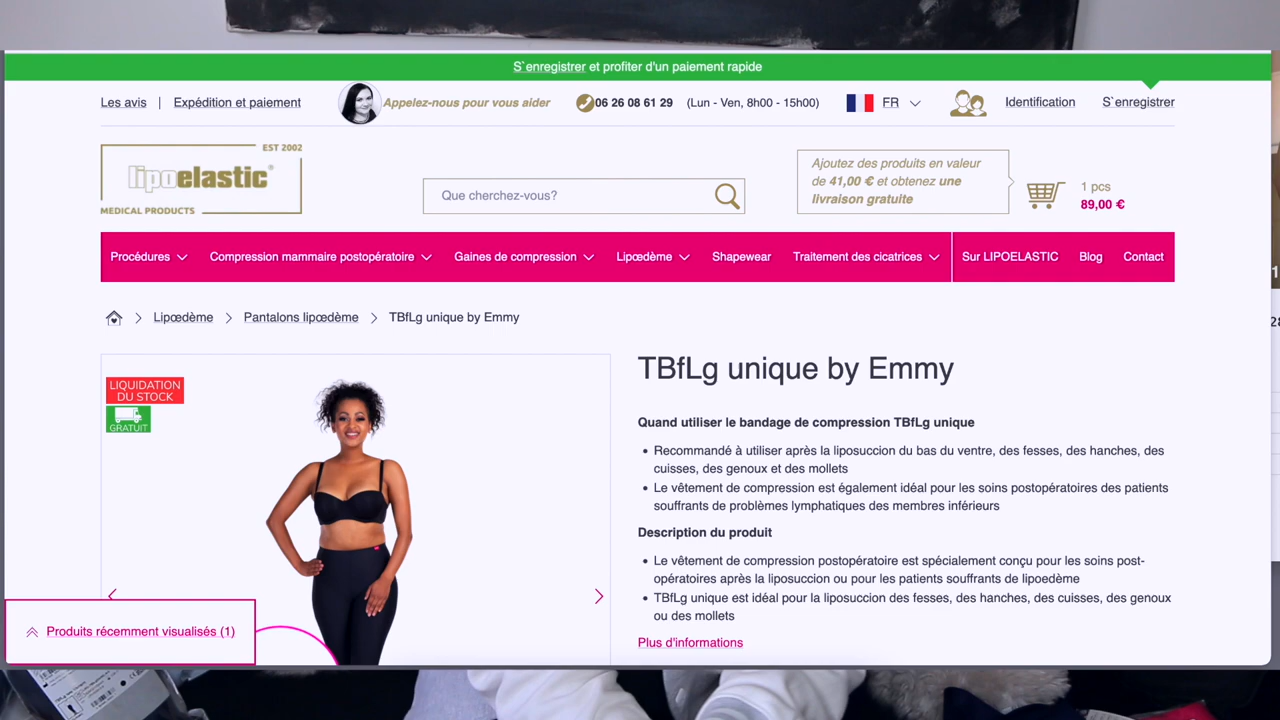 S`enregistrer et profiter d'un paiement rapide
Les avis | Expédition et paiement
Appelez-nous pour vous aider
06 26 08 61 29 (Lun - Ven, 8h00 - 15h00)
FR
Identification
S`enregistrer
EST 2002
lipoelastic®
MEDICAL PRODUCTS
Que cherchez-vous?
Ajoutez des produits en valeur
de 41,00 € et obtenez une
livraison gratuite
1 pcs
89,00 €
Procédures
Compression mammaire postopératoire
Gaines de compression
Lipœdème
Shapewear
Traitement des cicatrices
Sur LIPOELASTIC
Blog
Contact
Lipœdème
Pantalons lipœdème
TBfLg unique by Emmy
LIQUIDATION
DU STOCK
GRATUIT
TBfLg unique by Emmy
Quand utiliser le bandage de compression TBfLg unique
• Recommandé à utiliser après la liposuccion du bas du ventre, des fesses, des hanches, des
cuisses, des genoux et des mollets
• Le vêtement de compression est également idéal pour les soins postopératoires des patients
souffrants de problèmes lymphatiques des membres inférieurs
Description du produit
• Le vêtement de compression postopératoire est spécialement conçu pour les soins post-
opératoires après la liposuccion ou pour les patients souffrants de lipoedème
• TBfLg unique est idéal pour la liposuccion des fesses, des hanches, des cuisses, des genoux
ou des mollets
Plus d'informations
Produits récemment visualisés (1)